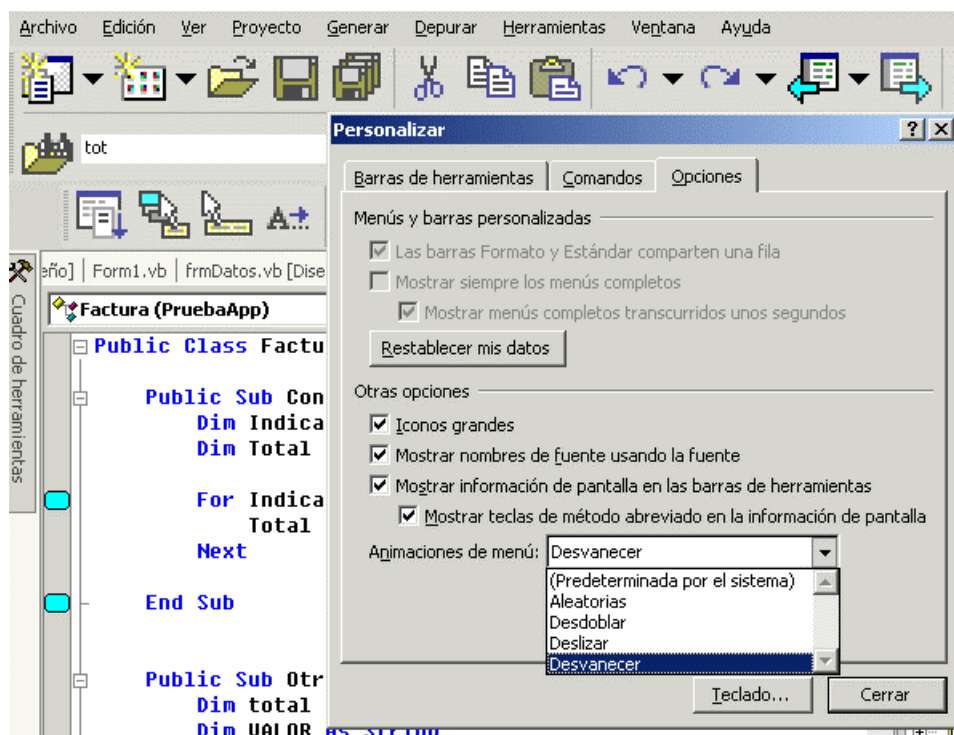 Archivo Edición Ver Proyecto Generar Depurar Herramientas Ventana Ayuda
tot
Personalizar
Barras de herramientas Comandos Opciones
Menús y barras personalizadas
Las barras Formato y Estándar comparten una fila
Mostrar siempre los menús completos
Mostrar menús completos transcurridos unos segundos
Restablecer mis datos
Otras opciones
Iconos grandes
Mostrar nombres de fuente usando la fuente
Mostrar información de pantalla en las barras de herramientas
Mostrar teclas de método abreviado en la información de pantalla
Animaciones de menú: Desvanecer
(Predeterminada por el sistema)
Aleatorias
Desdoblar
Deslizar
Desvanecer
Teclado... Cerrar
Cuadro de herramientas
eño] Form1.vb frmDatos.vb [Dise
Factura (PruebaApp)
Public Class Factu
Public Sub Con
Dim Indica
Dim Total
For Indica
Total
Next
End Sub
Public Sub Otr
Dim total
Dim VALOR As String